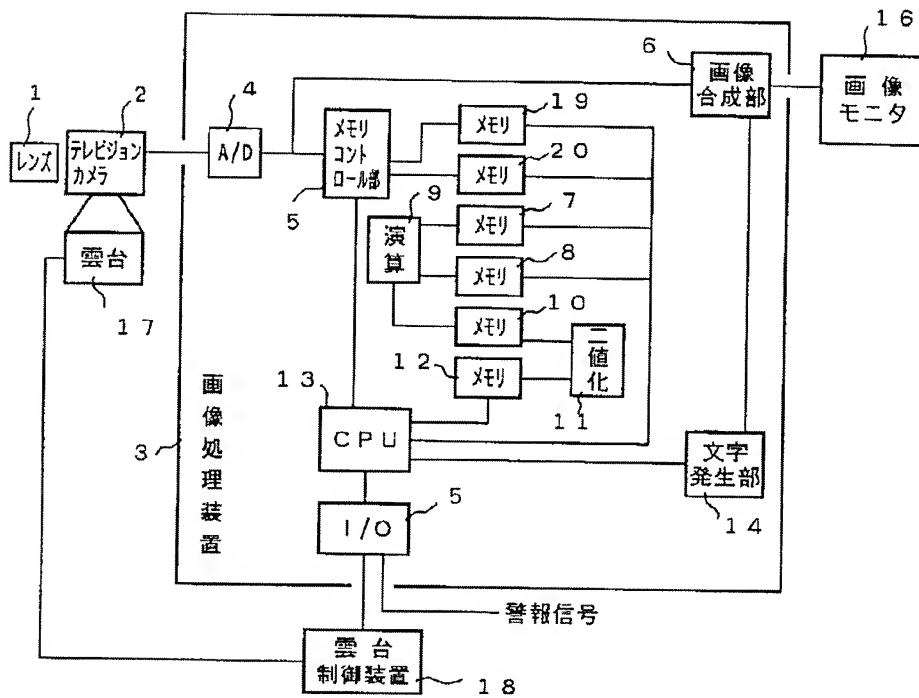 １６
６
画像
合成部
画像
モニタ
１
２
４
レンズ
テレビジョン
カメラ
A/D
メモリ
コント
ロール部
５
１９
メモリ
２０
メモリ
９
演算
７
メモリ
８
メモリ
１０
メモリ
１２
メモリ
二値化
１１
雲台
１７
画像処理装置
３
１３
ＣＰＵ
文字
発生部
１４
５
Ｉ/Ｏ
警報信号
雲台
制御装置
１８